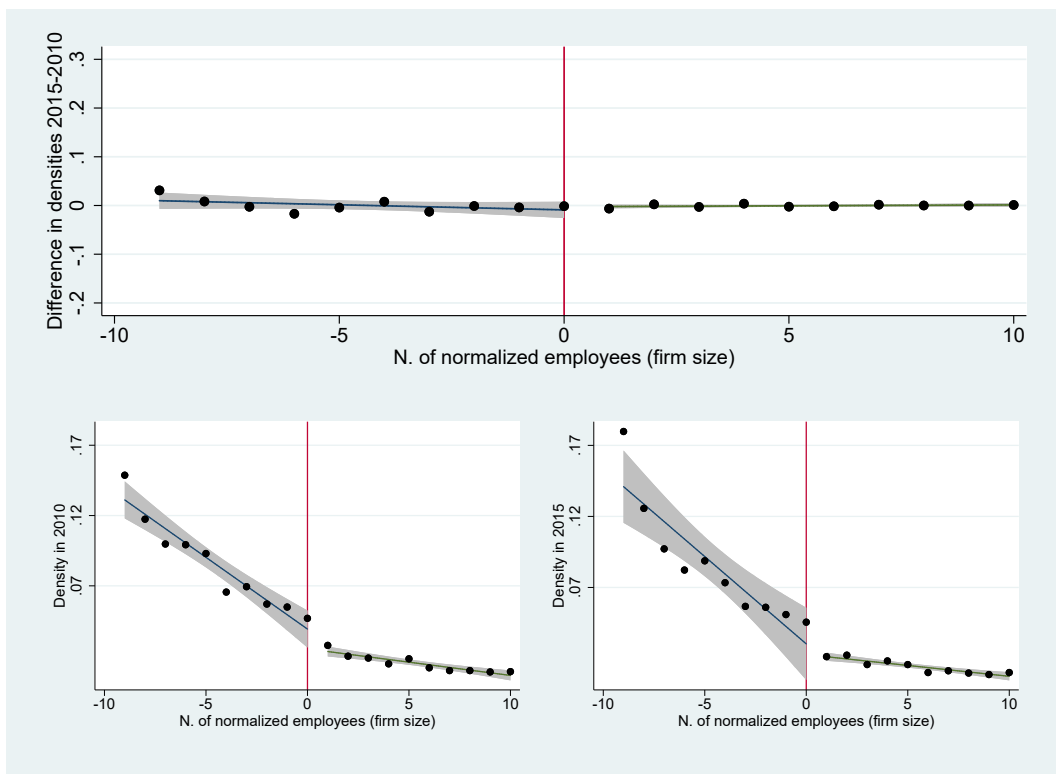 Difference in densities 2015-2010
.3
.2
.1
0
-.1
-.2
-10 -5 0 5 10
N. of normalized employees (firm size)
Density in 2010
.17
.12
.07
-10 -5 0 5 10
N. of normalized employees (firm size)
Density in 2015
.17
.12
.07
-10 -5 0 5 10
N. of normalized employees (firm size)